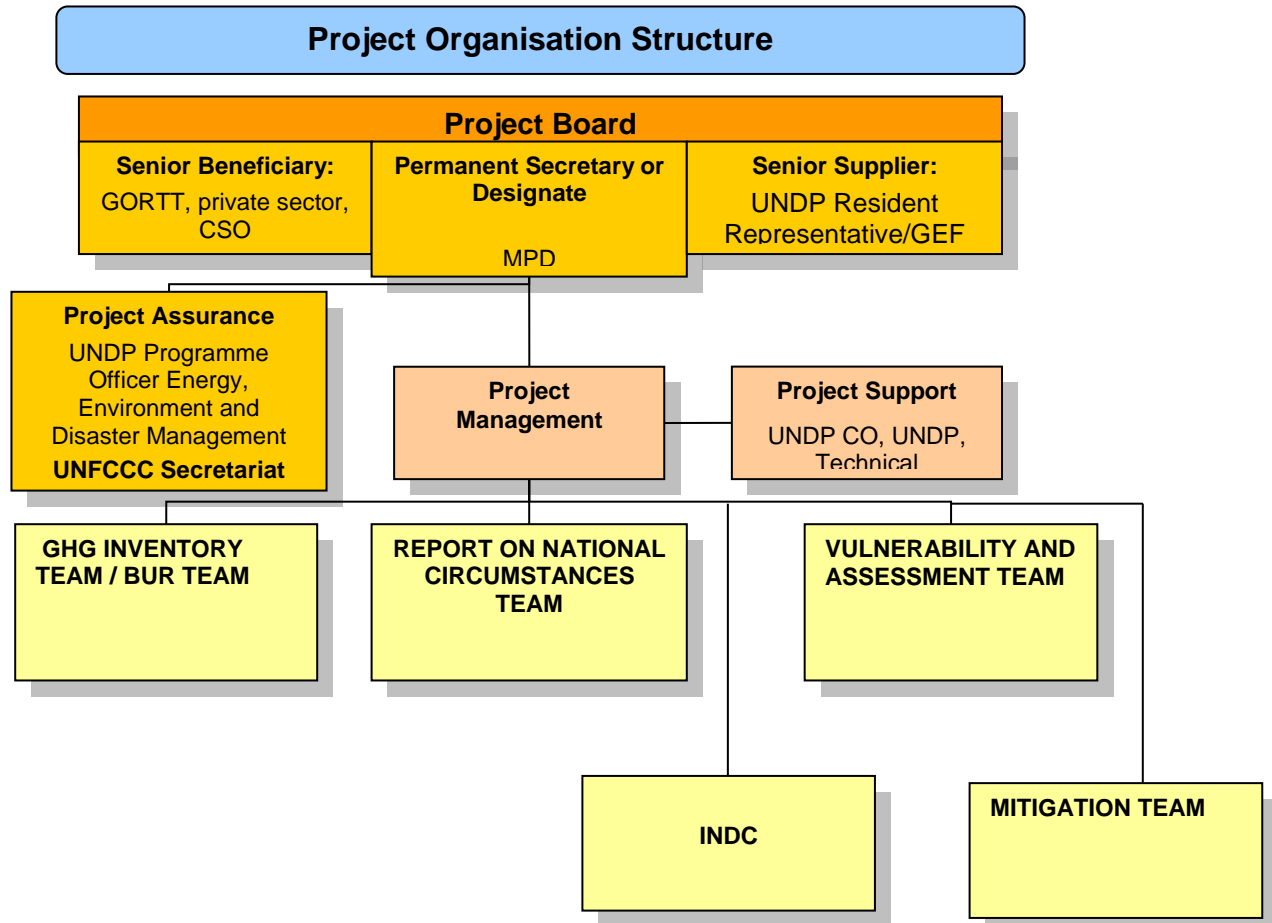 Project Organisation Structure
Project Board
Senior Beneficiary:
GORTT, private sector,
CSO
Permanent Secretary or
Designate
MPD
Senior Supplier:
UNDP Resident
Representative/GEF
Project Assurance
UNDP Programme
Officer Energy,
Environment and
Disaster Management
UNFCCC Secretariat
Project
Management
Project Support
UNDP CO, UNDP,
Technical
GHG INVENTORY
TEAM / BUR TEAM
REPORT ON NATIONAL
CIRCUMSTANCES
TEAM
VULNERABILITY AND
ASSESSMENT TEAM
INDC
MITIGATION TEAM